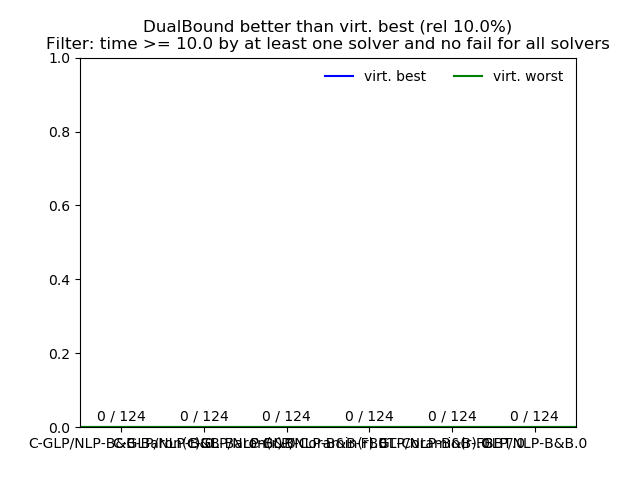 DualBound better than virt. best (rel 10.0%)
Filter: time >= 10.0 by at least one solver and no fail for all solvers
1.0
virt. best
virt. worst
0.8
0.6
0.4
0.2
0 / 124 0 / 124 0 / 124 0 / 124 0 / 124 0 / 124
0.0
C-GLP/NLP-B&B